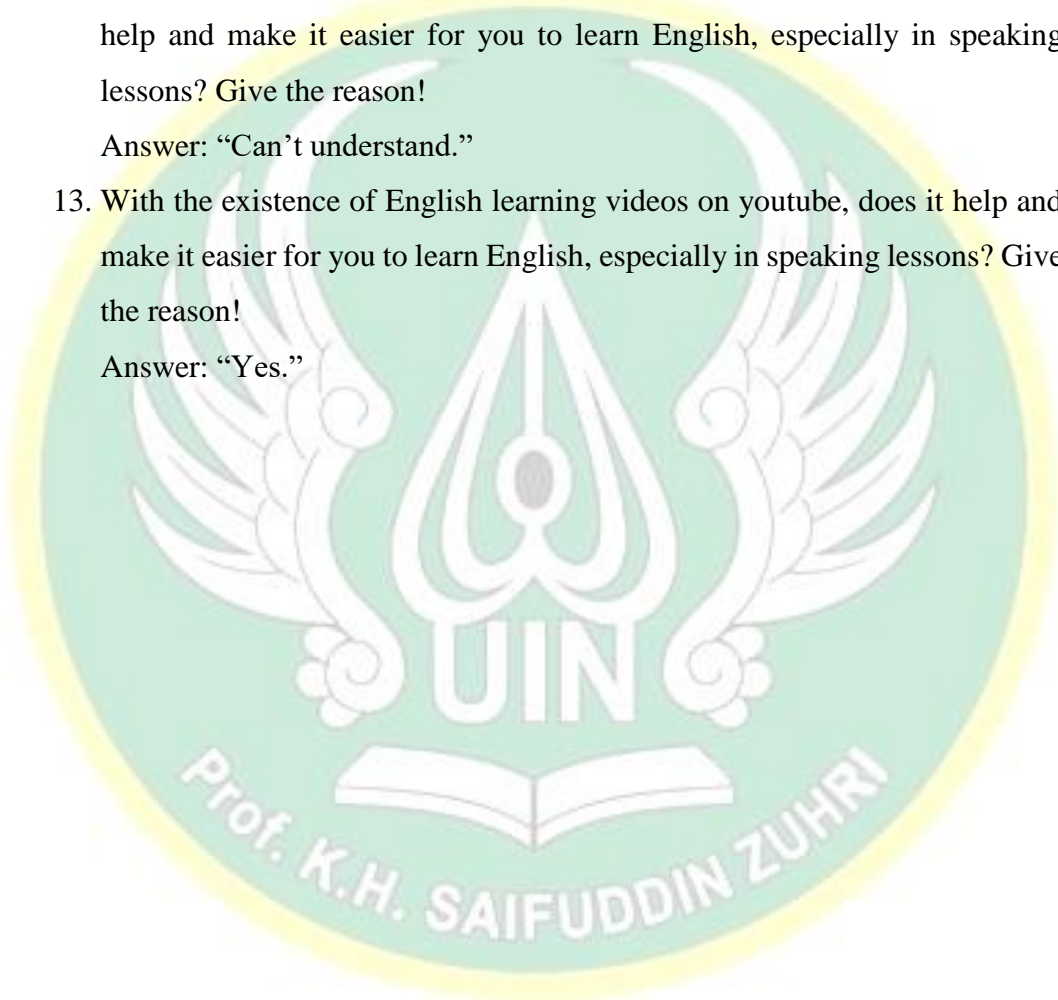 help and make it easier for you to learn English, especially in speaking
lessons? Give the reason!
Answer: “Can’t understand.”
13. With the existence of English learning videos on youtube, does it help and
make it easier for you to learn English, especially in speaking lessons? Give
the reason!
Answer: “Yes.”
UIN
Prof. K.H. SAIFUDDIN ZUHRI